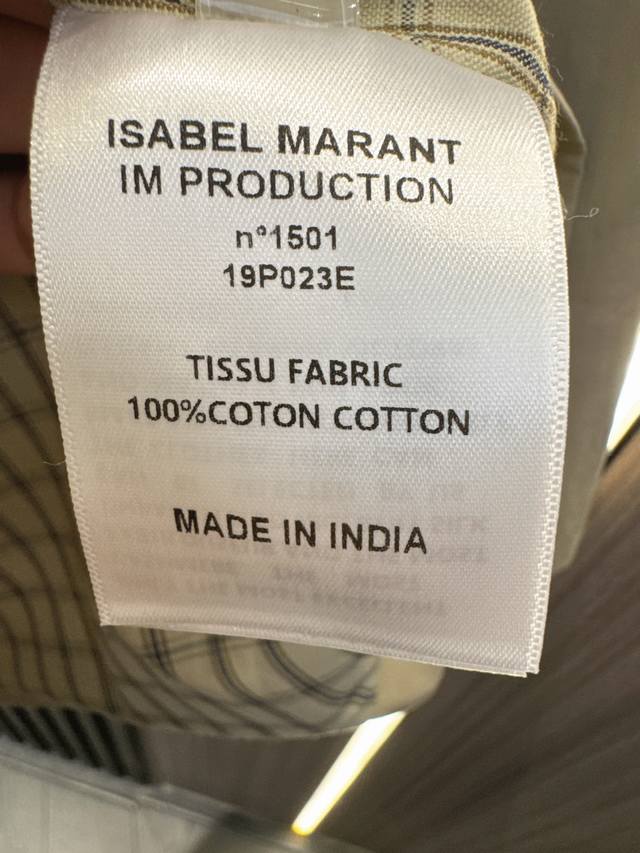 ISABEL MARANT
IM PRODUCTION
n°1501
19P023E
TISSU FABRIC
100%COTON COTTON
MADE IN INDIA